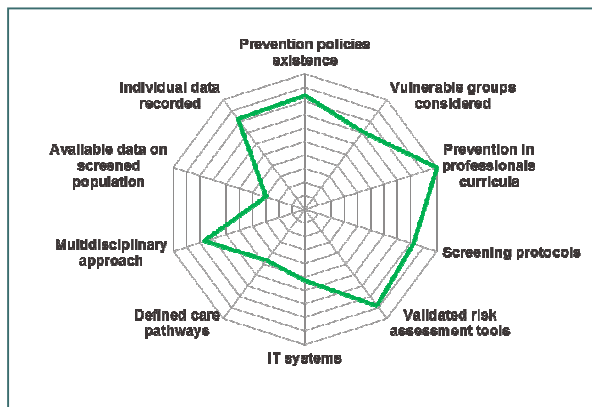 Prevention policies
existence
Vulnerable groups
considered
Prevention in
professionals
curricula
Screening protocols
Validated risk
assessment tools
IT systems
Defined care
pathways
Multidisciplinary
approach
Available data on
screened
population
Individual data
recorded